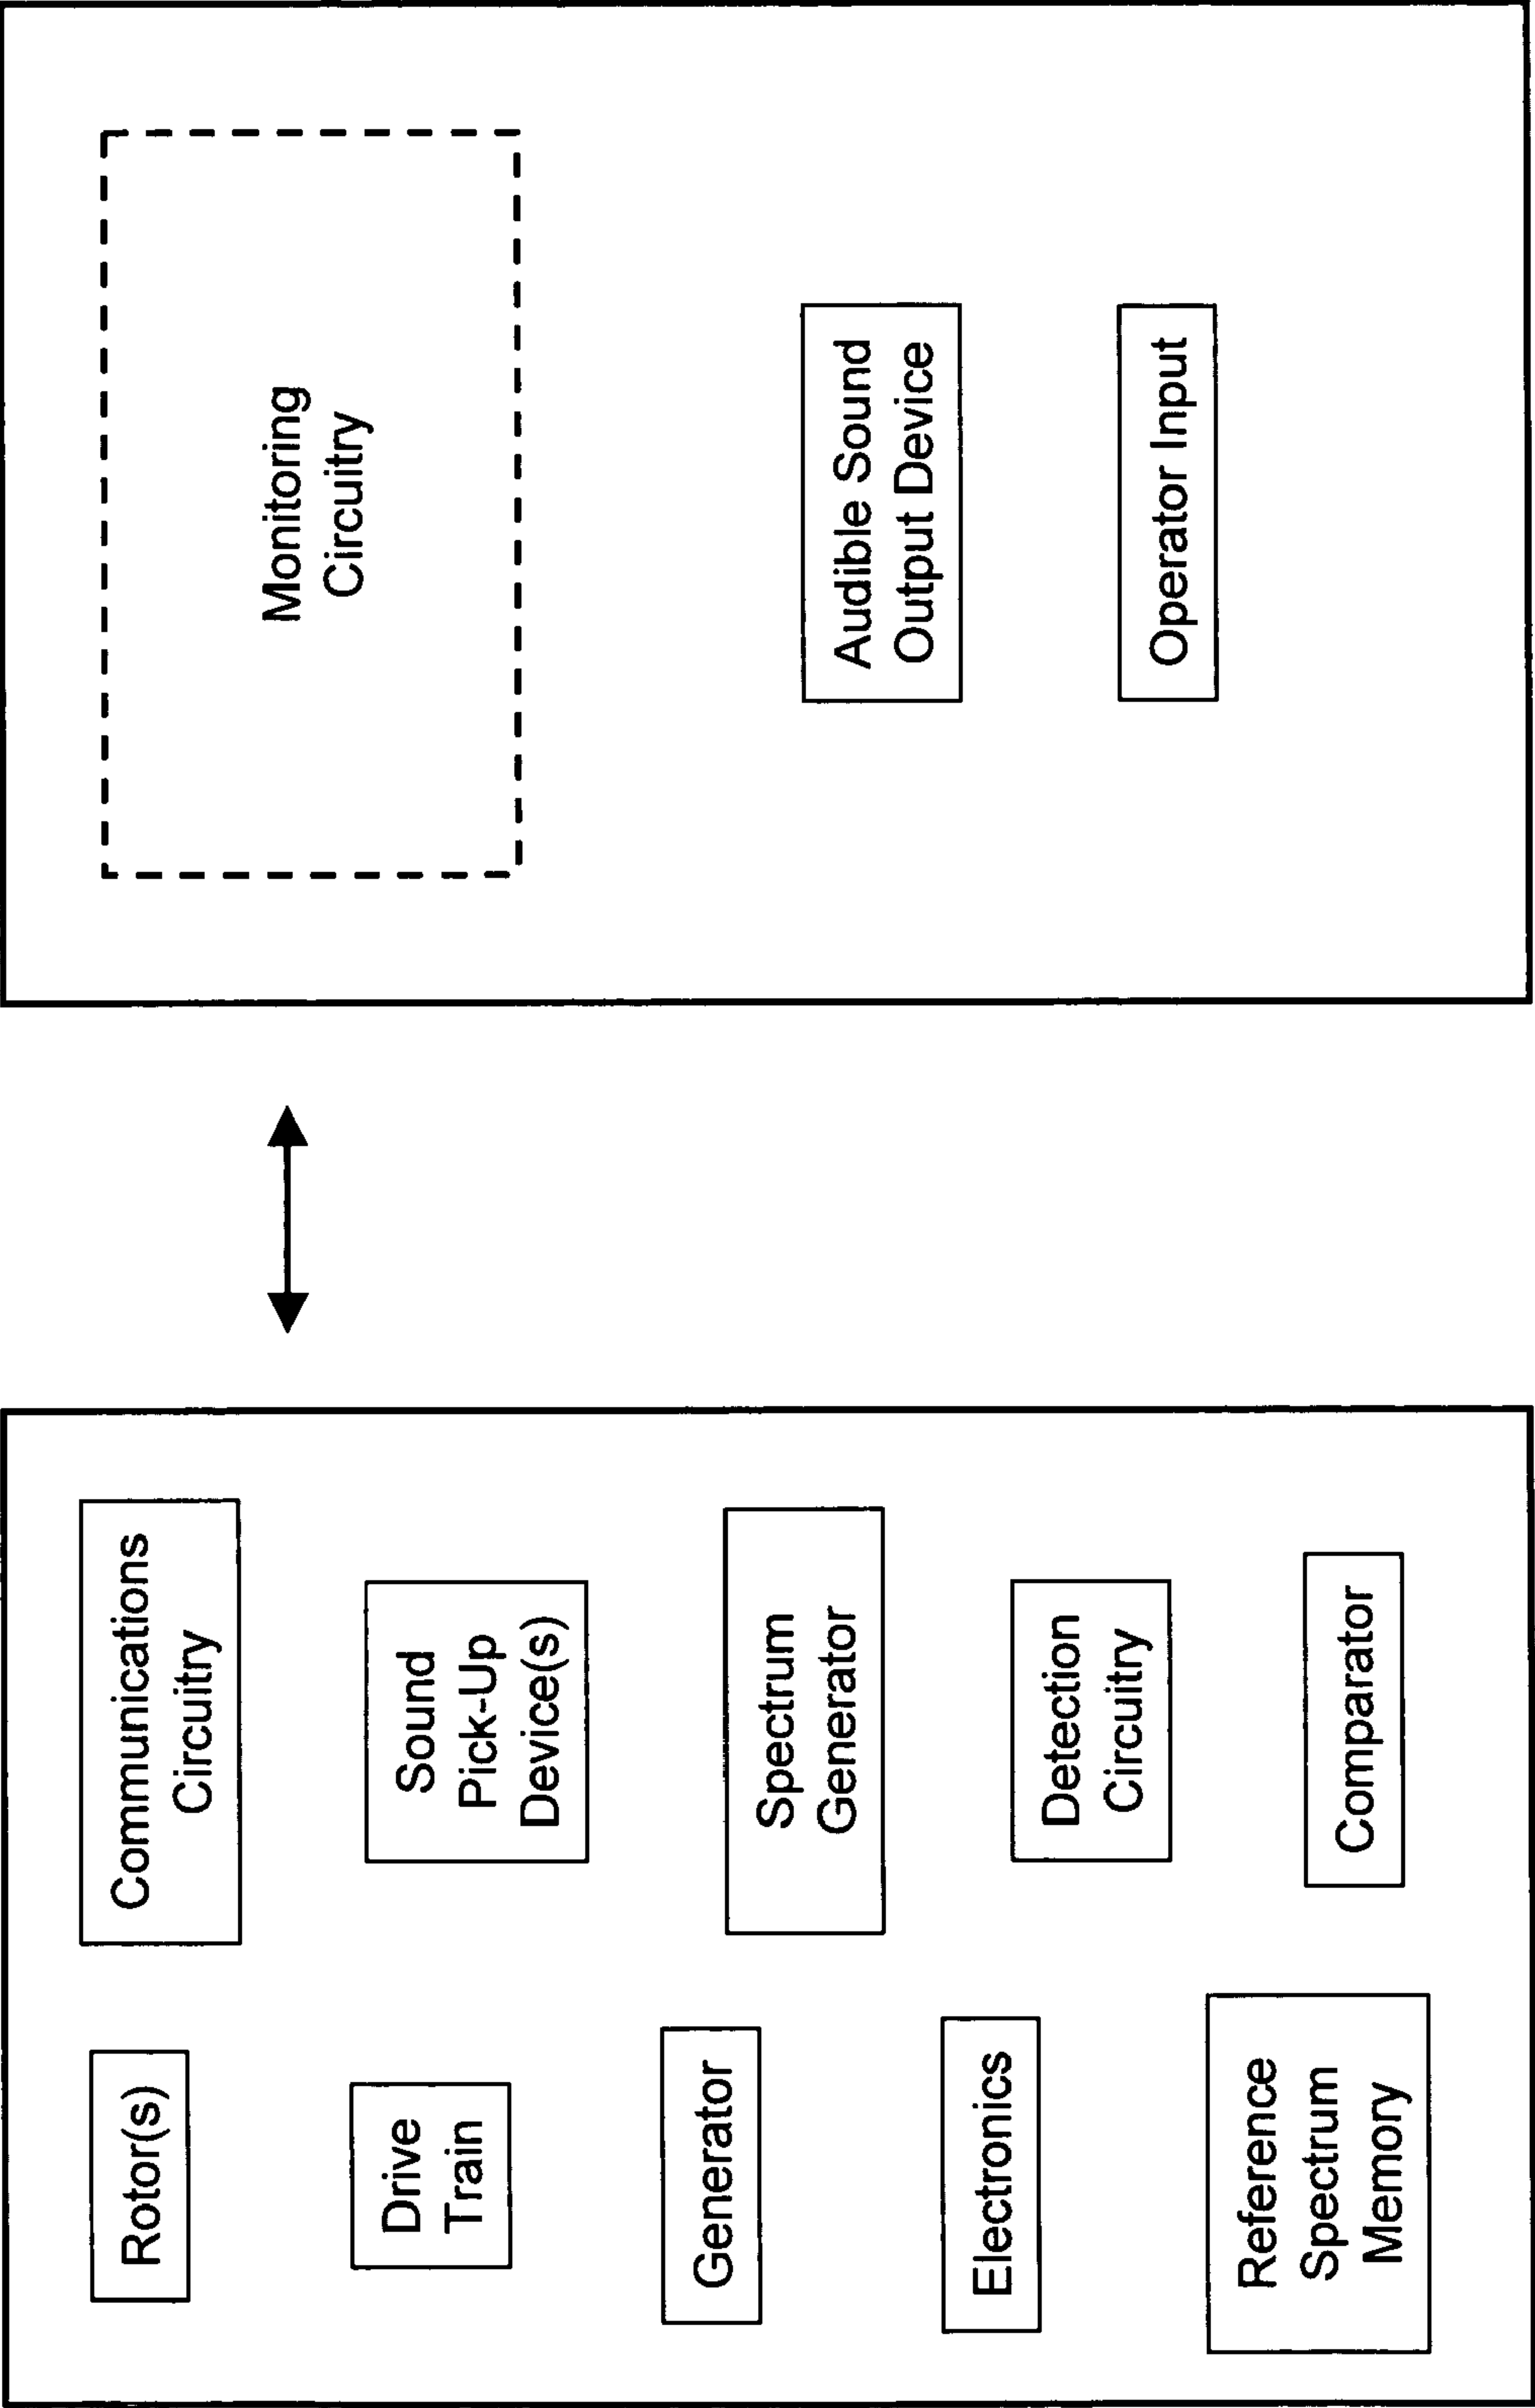 Rotor(s)
Drive
Train
Generator
Electronics
Reference
Spectrum
Memory
Communications
Circuitry
Sound
Pick-Up
Device(s)
Spectrum
Generator
Detection
Circuitry
Comparator
Monitoring
Circuitry
Audible Sound
Output Device
Operator Input